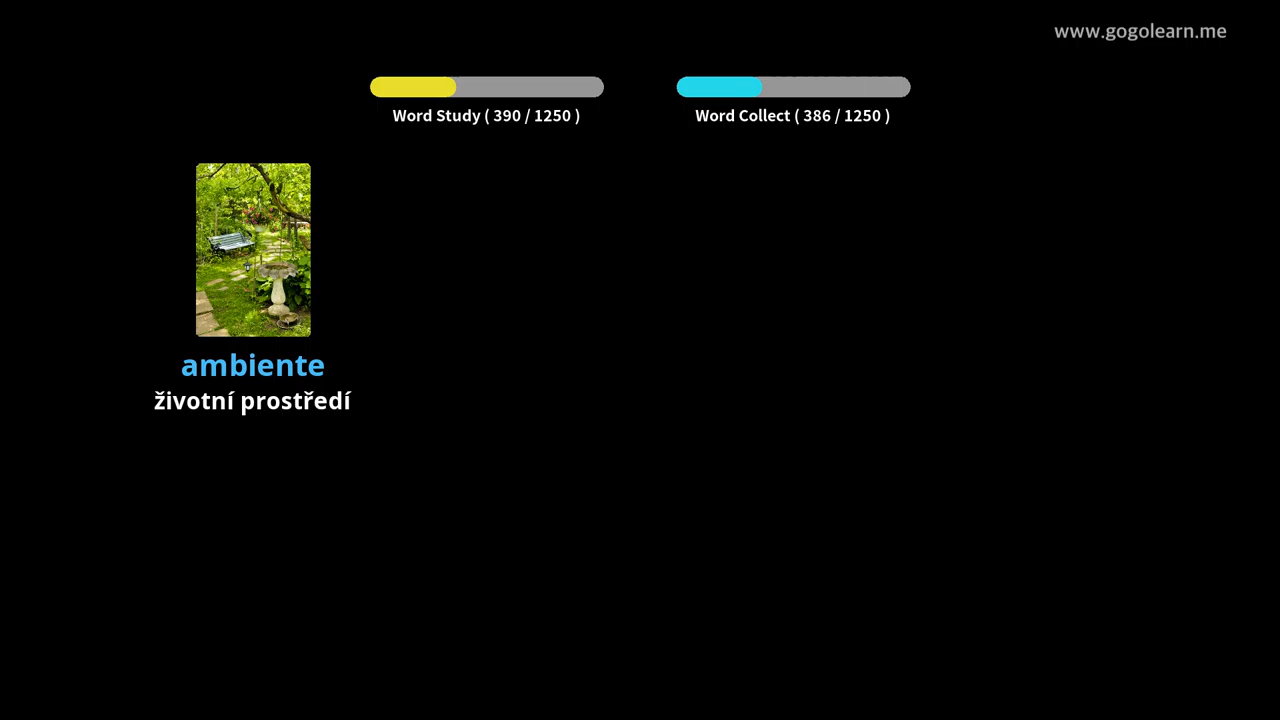 www.gogolearn.me
Word Study ( 390 / 1250 )
Word Collect ( 386 / 1250 )
ambiente
životní prostředí